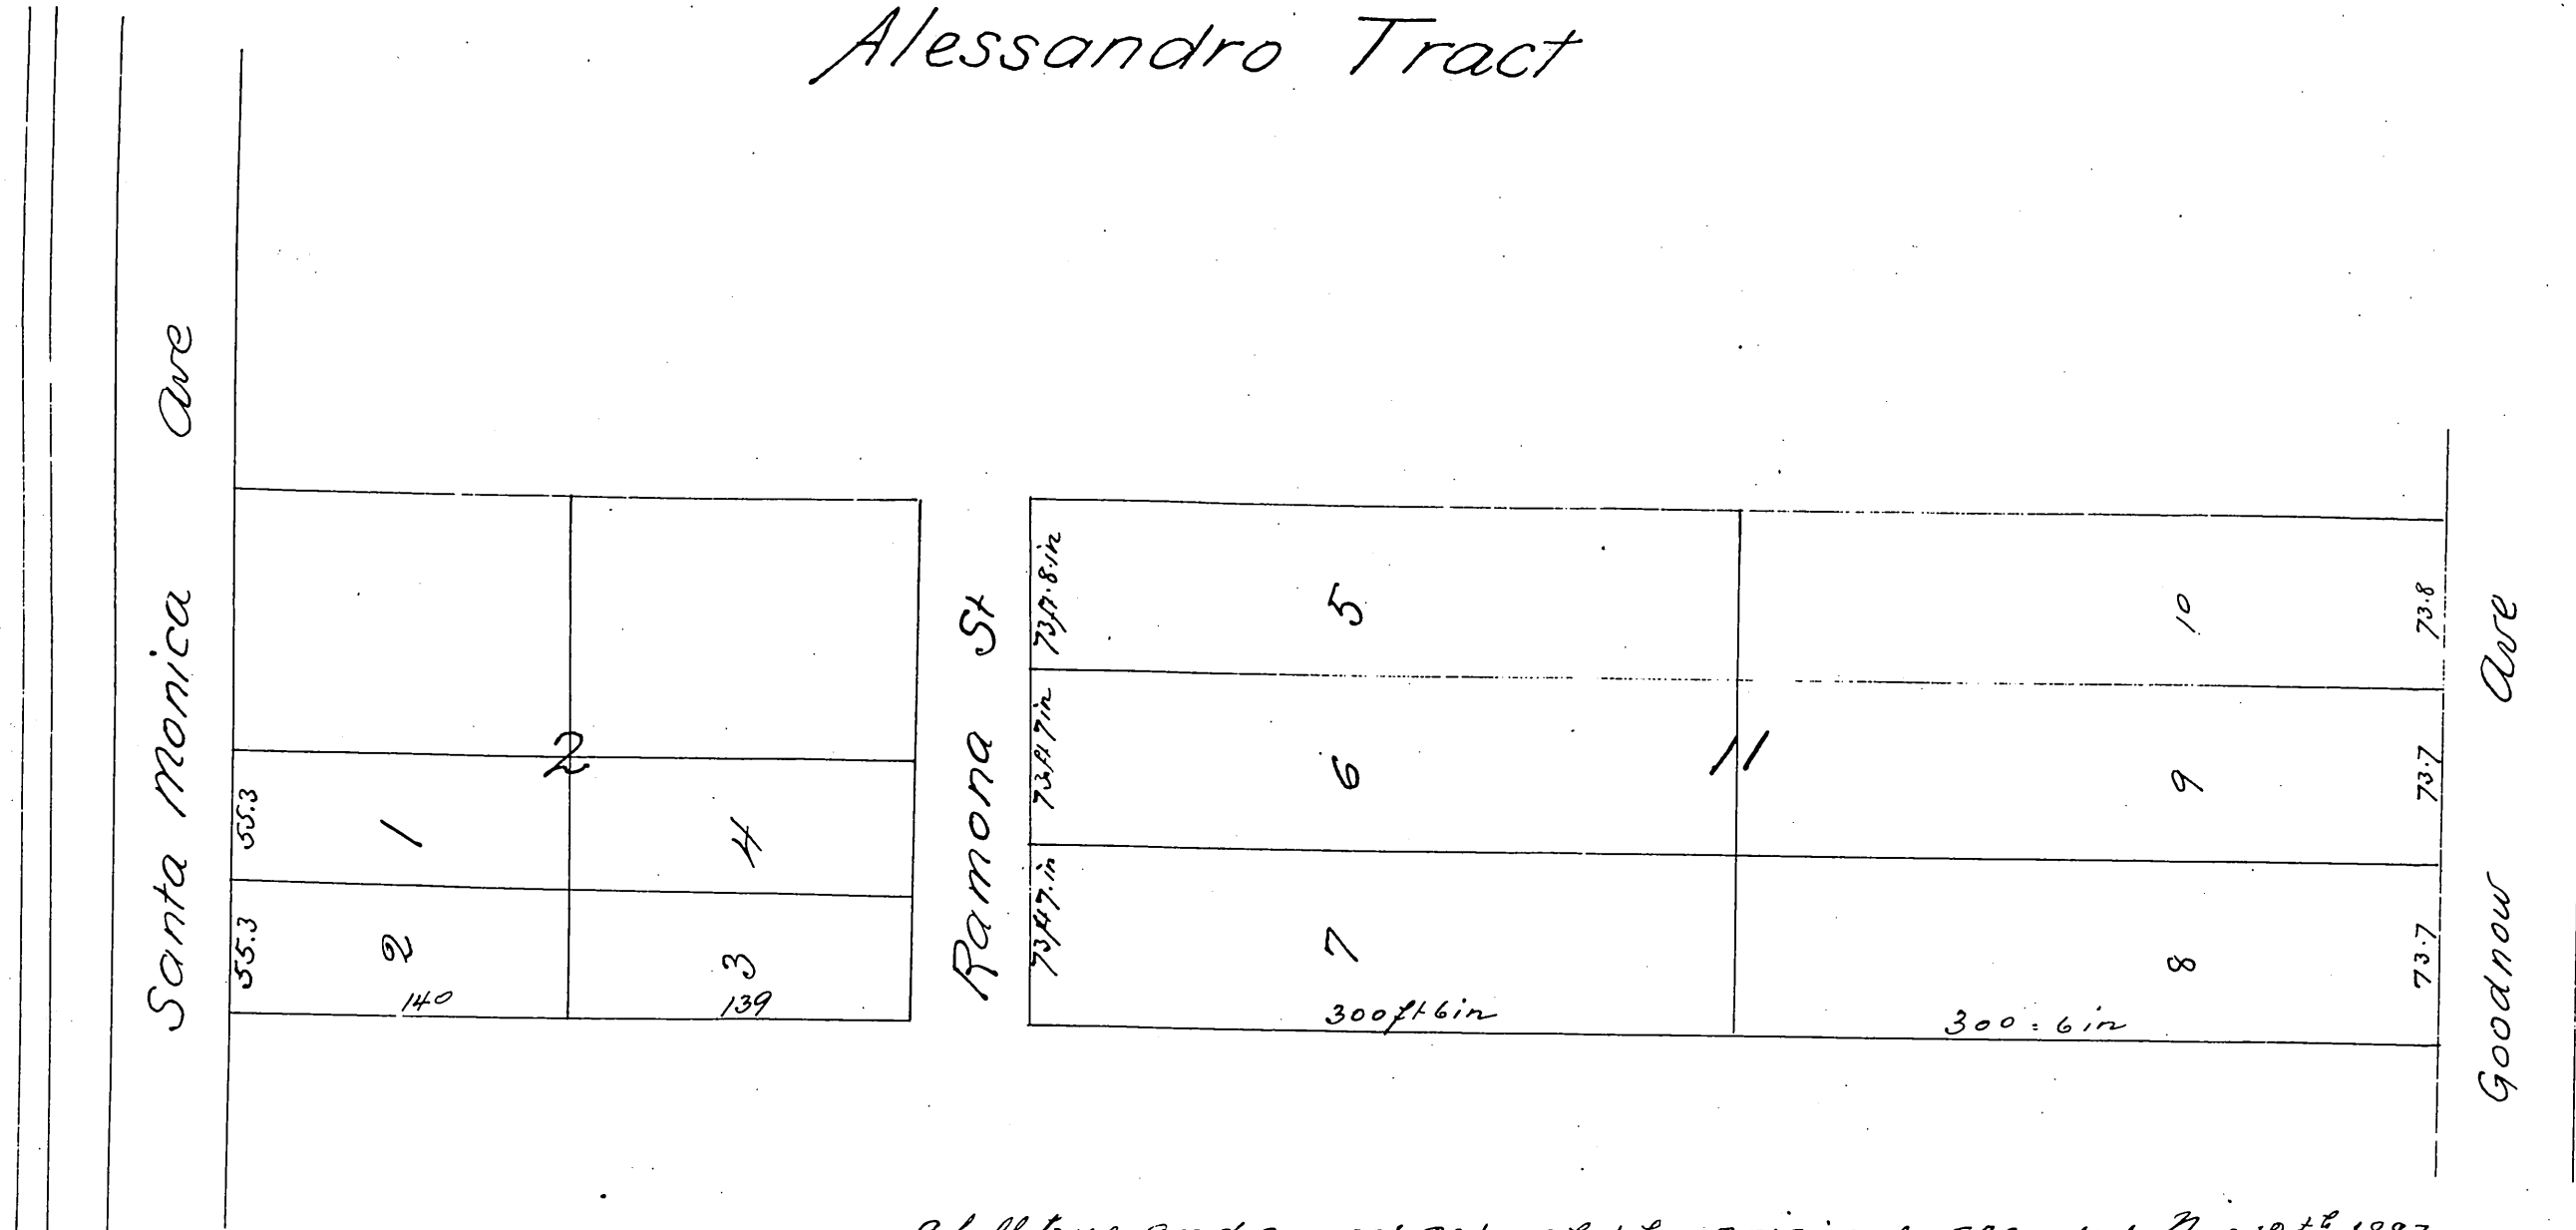 Alessandro Tract
Santa Monica Ave
55.3
1
55.3
2
140
2
4
3
139
Ramona St
73ft.8.in
5
73ft7in
6
73ft7.in
7
300ft6in
11
10
73.8
9
73.7
8
73.7
300:6in
Goodnow Ave